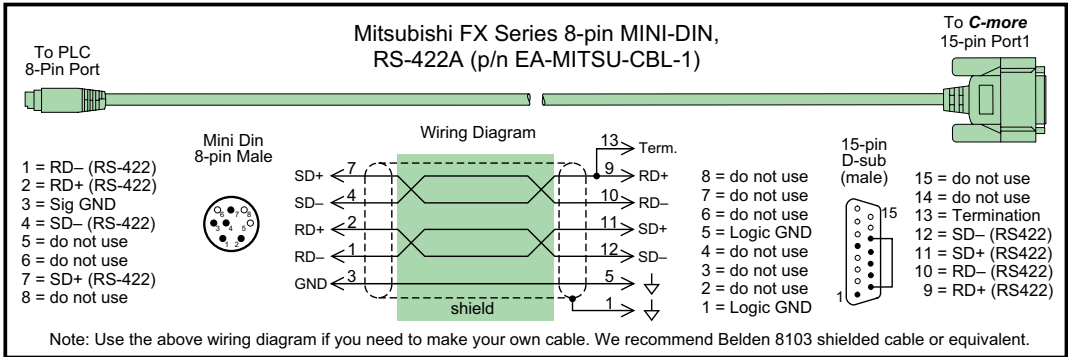 Mitsubishi FX Series 8-pin MINI-DIN,
RS-422A (p/n EA-MITSU-CBL-1)
To PLC
8-Pin Port
To C-more
15-pin Port1
Mini Din
8-pin Male
1 = RD– (RS-422)
2 = RD+ (RS-422)
3 = Sig GND
4 = SD– (RS-422)
5 = do not use
6 = do not use
7 = SD+ (RS-422)
8 = do not use
6 7 8
3 4 5
1 2
Wiring Diagram
13 Term.
SD+ 7 9 RD+
SD– 4 10 RD–
RD+ 2 11 SD+
RD– 1 12 SD–
GND 3 5
shield 1
8 = do not use
7 = do not use
6 = do not use
5 = Logic GND
4 = do not use
3 = do not use
2 = do not use
1 = Logic GND
15-pin
D-sub
(male)
15
1
15 = do not use
14 = do not use
13 = Termination
12 = SD– (RS422)
11 = SD+ (RS422)
10 = RD– (RS422)
9 = RD+ (RS422)
Note: Use the above wiring diagram if you need to make your own cable. We recommend Belden 8103 shielded cable or equivalent.